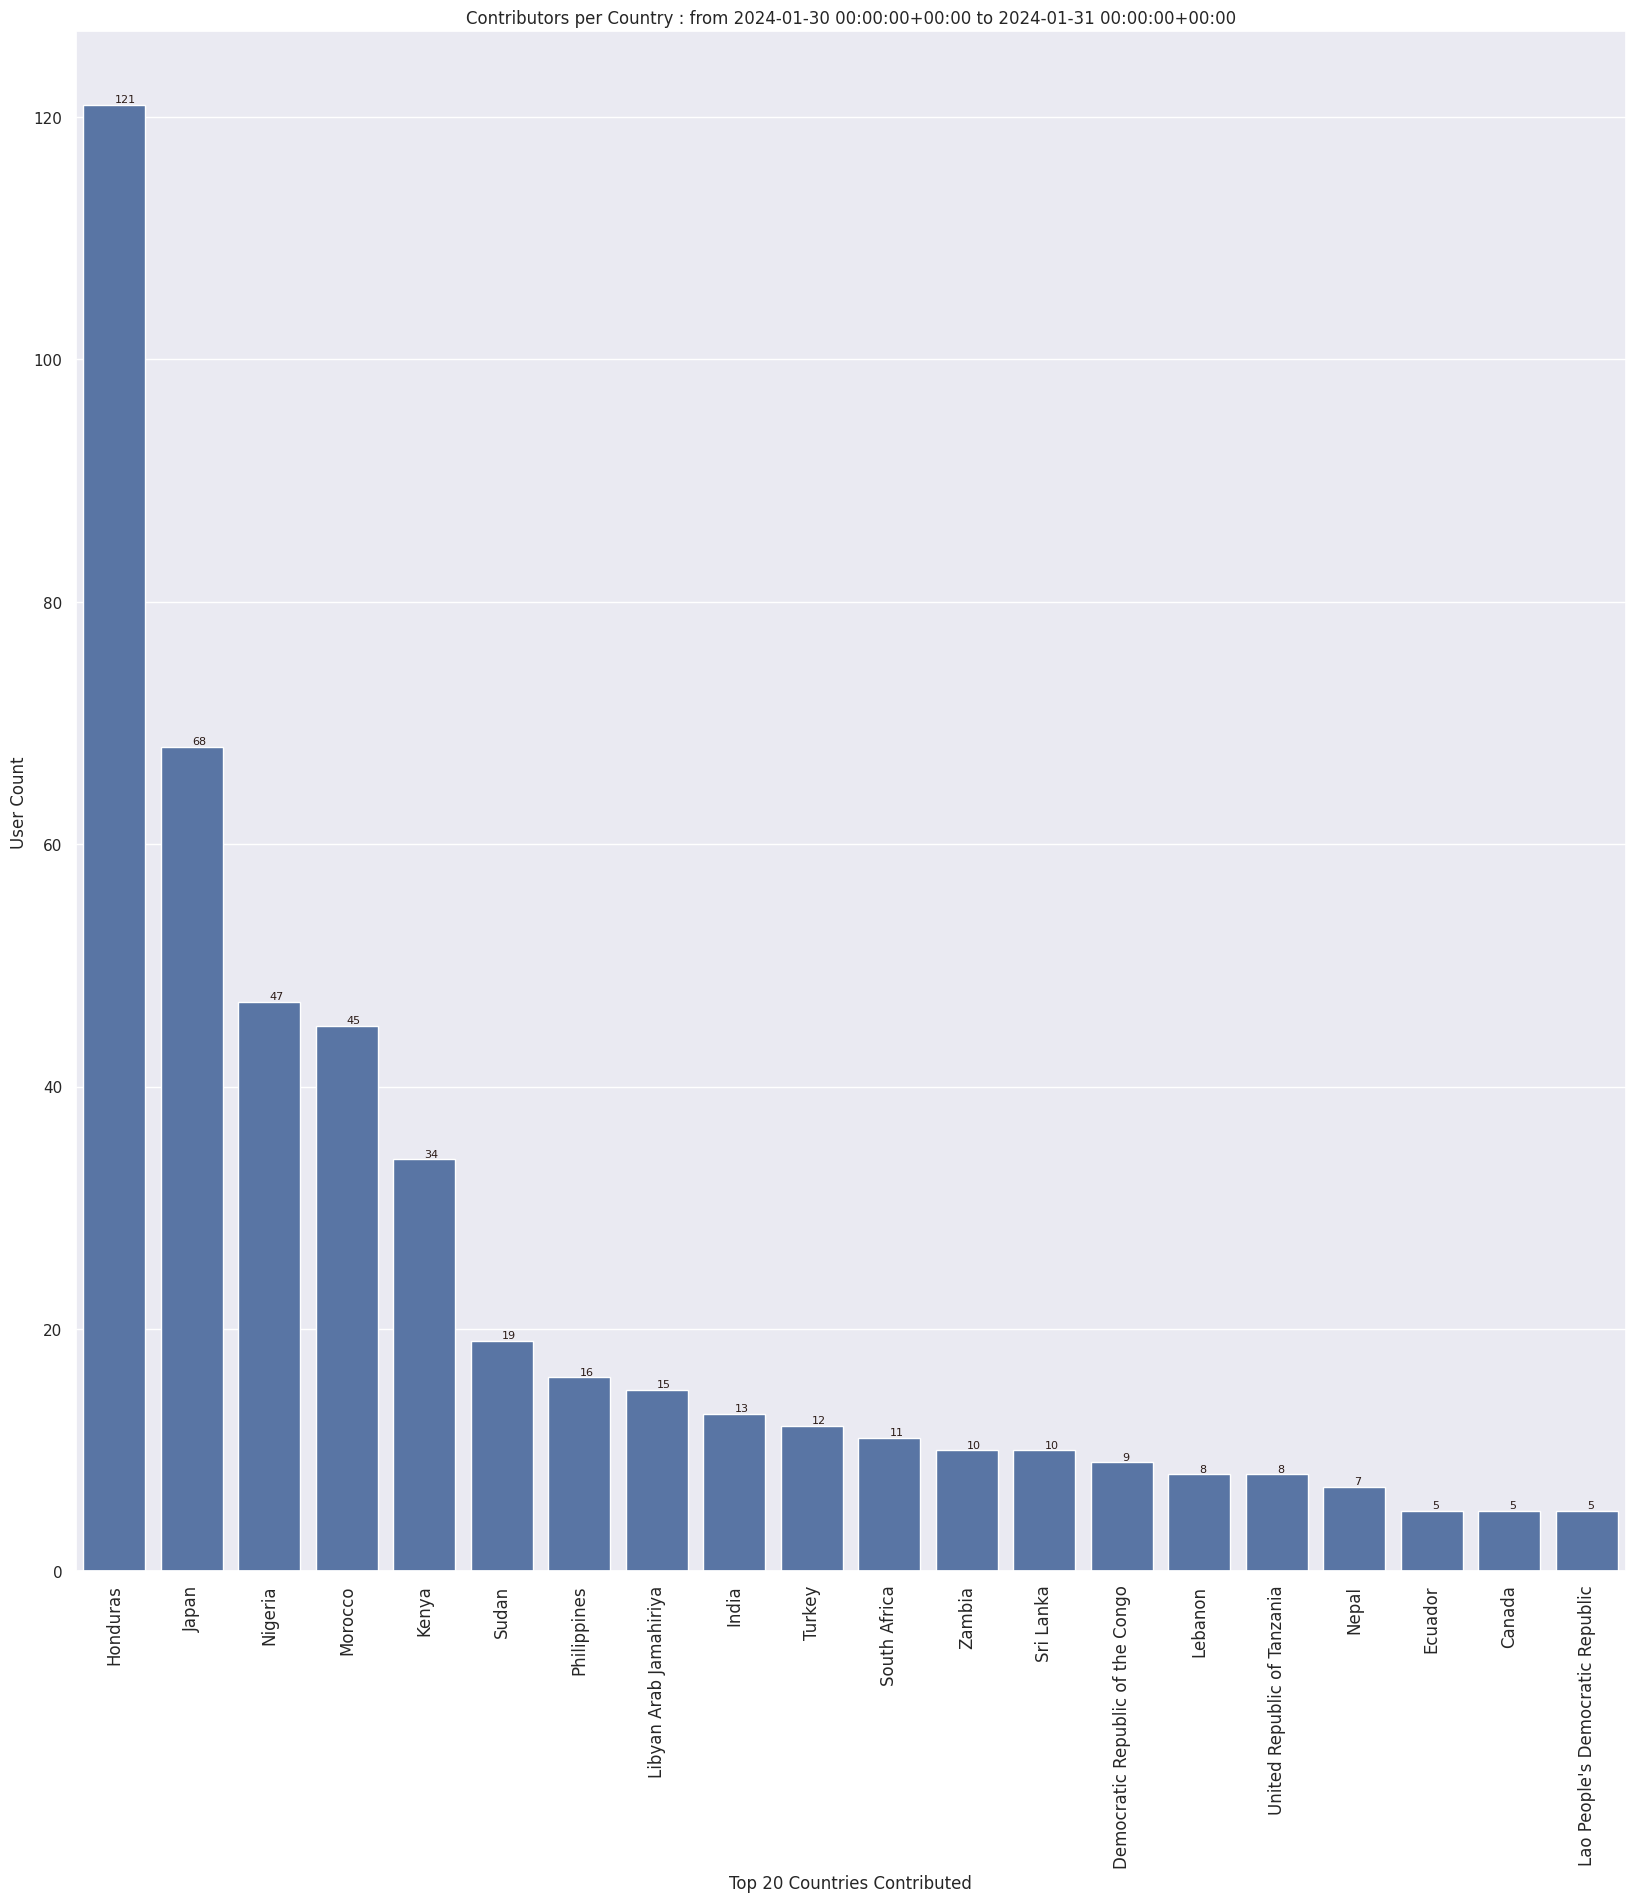 Contributors per Country : from 2024-01-30 00:00:00+00:00 to 2024-01-31 00:00:00+00:00
User Count
120
100
80
60
40
20
0
121
68
47
45
34
19
16
15
13
12
11
10
10
9
8
8
7
5
5
5
Honduras
Japan
Nigeria
Morocco
Kenya
Sudan
Philippines
Libyan Arab Jamahiriya
India
Turkey
South Africa
Zambia
Sri Lanka
Democratic Republic of the Congo
Lebanon
United Republic of Tanzania
Nepal
Ecuador
Canada
Lao People's Democratic Republic
Top 20 Countries Contributed